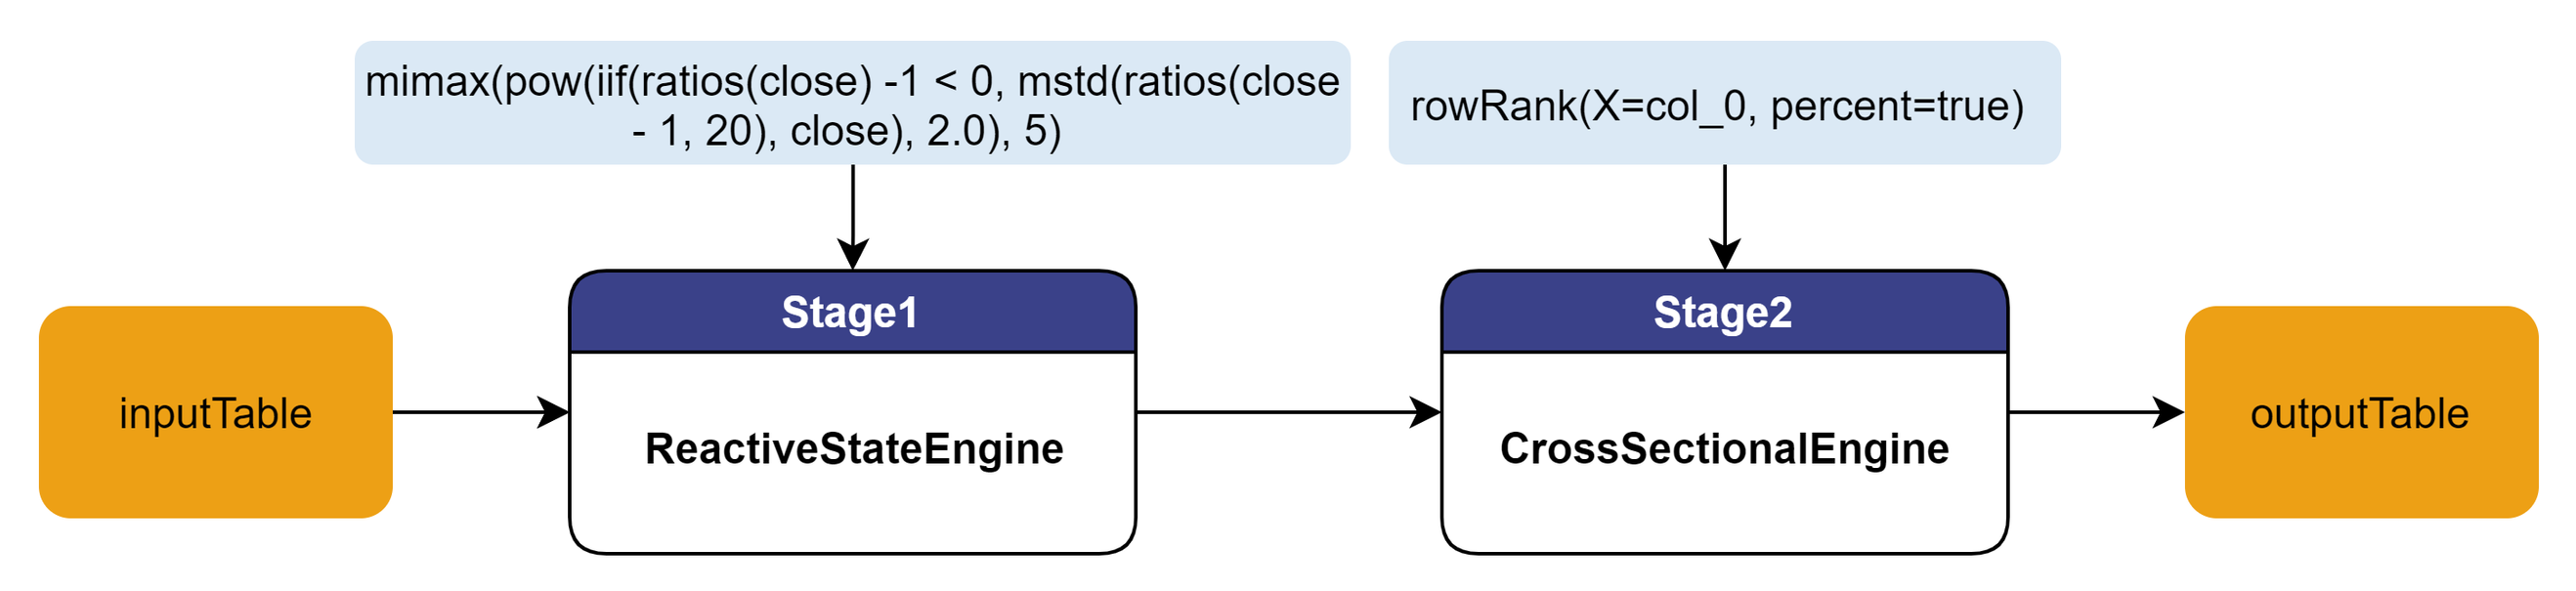 mimax(pow(iif(ratios(close) -1 < 0, mstd(ratios(close
- 1, 20), close), 2.0), 5)
rowRank(X=col_0, percent=true)
Stage1
Stage2
inputTable
ReactiveStateEngine
CrossSectionalEngine
outputTable